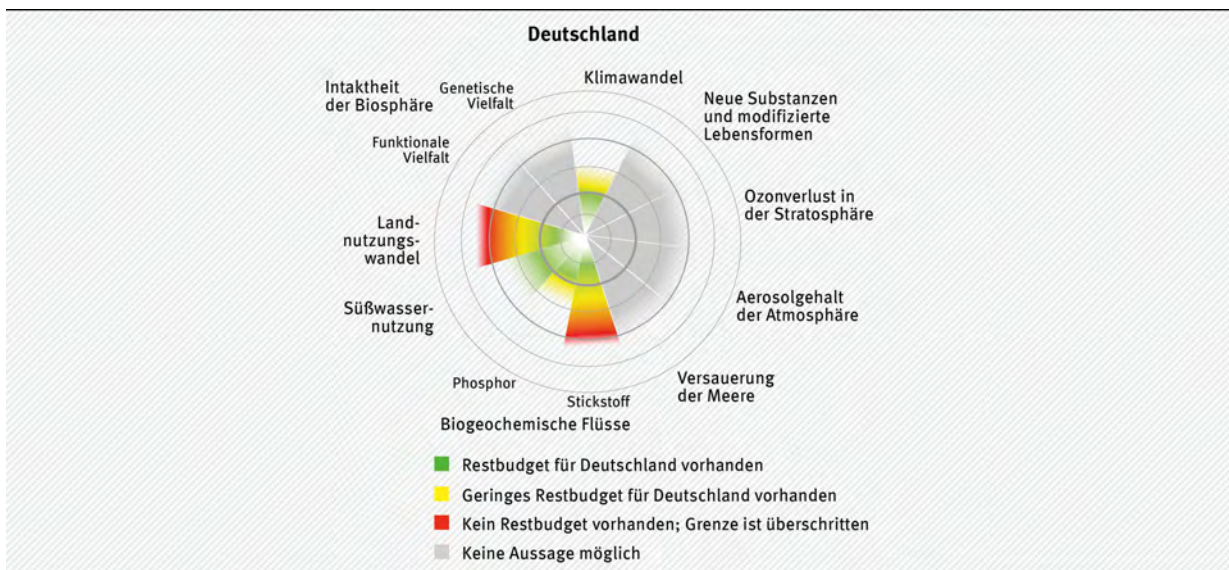 Deutschland
Klimawandel
Neue Substanzen
und modifizierte
Lebensformen
Ozonverlust in
der Stratosphäre
Aerosolgehalt
der Atmosphäre
Versauerung
der Meere
Stickstoff
Phosphor
Biogeochemische Flüsse
Süßwasser-
nutzung
Land-
nutzungs-
wandel
Funktionale
Vielfalt
Genetische
Vielfalt
Intaktheit
der Biosphäre
Restbudget für Deutschland vorhanden
Geringes Restbudget für Deutschland vorhanden
Kein Restbudget vorhanden; Grenze ist überschritten
Keine Aussage möglich